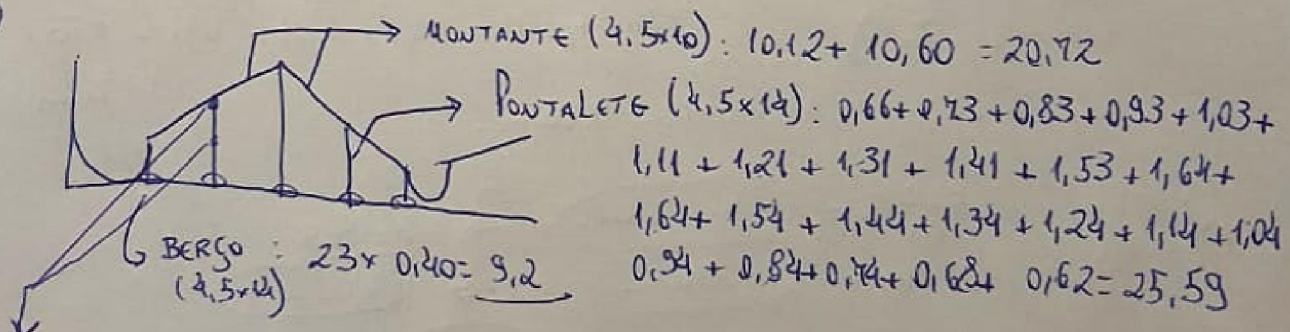 MONTANTE (4,5x10): 10,12 + 10,60 = 20,72
PONTALETE (4,5x14): 0,66 + 0,73 + 0,83 + 0,93 + 1,03 +
1,11 + 1,21 + 1,31 + 1,41 + 1,53 + 1,64 +
1,64 + 1,54 + 1,44 + 1,34 + 1,24 + 1,14 + 1,04
0,94 + 0,84 + 0,74 + 0,68 + 0,62 = 25,59
BERÇO : 23x 0,40 = 9,2
(4,5x14)